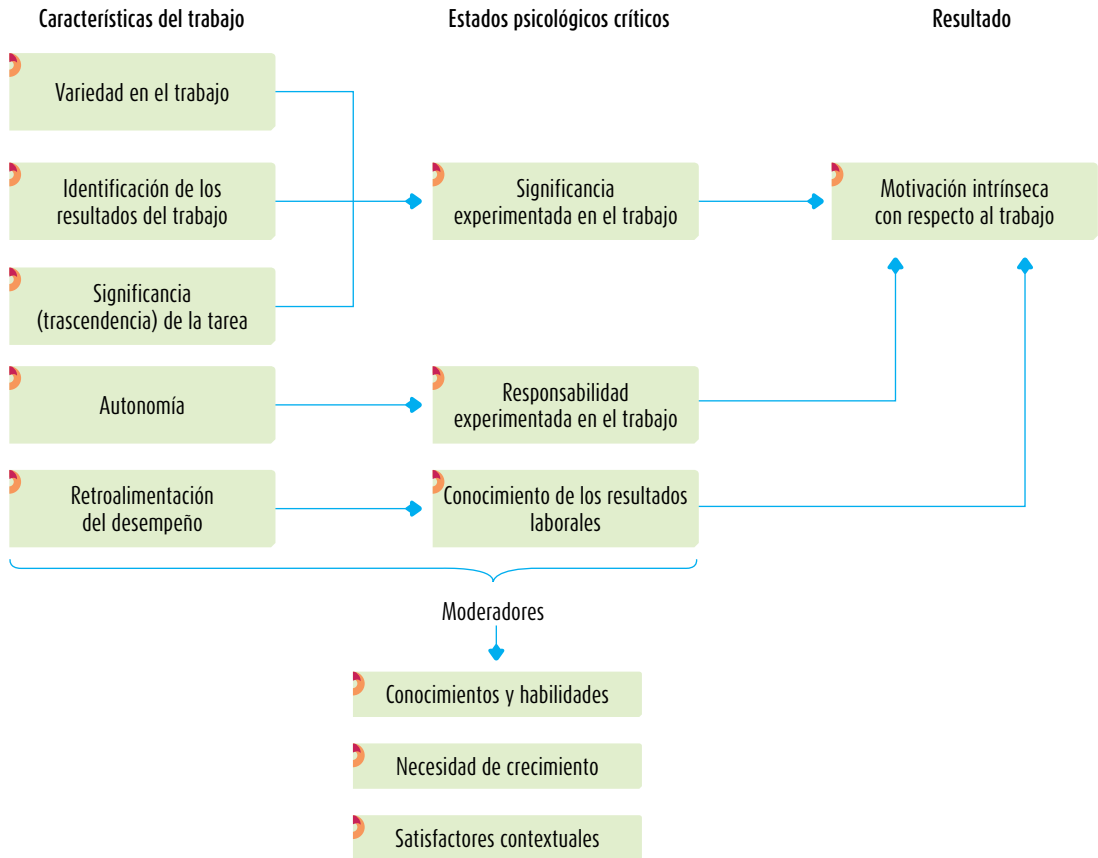 Características del trabajo
Estados psicológicos críticos
Resultado
Variedad en el trabajo
Identificación de los
resultados del trabajo
Significancia
experimentada en el trabajo
Motivación intrínseca
con respecto al trabajo
Significancia
(trascendencia) de la tarea
Autonomía
Responsabilidad
experimentada en el trabajo
Retroalimentación
del desempeño
Conocimiento de los resultados
laborales
Moderadores
Conocimientos y habilidades
Necesidad de crecimiento
Satisfactores contextuales